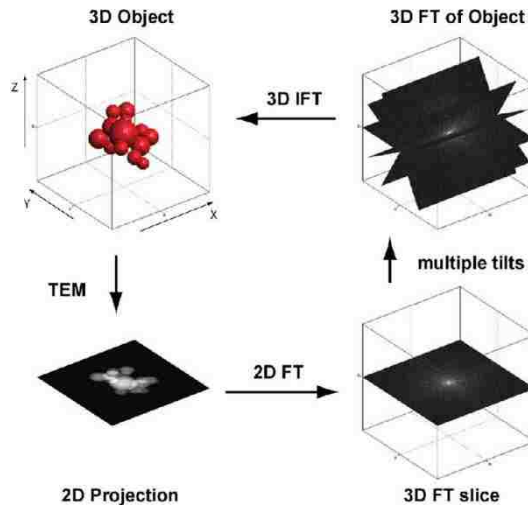 3D Object
3D FT of Object
Z
3D IFT
Y
X
TEM
multiple tilts
2D FT
2D Projection
3D FT slice